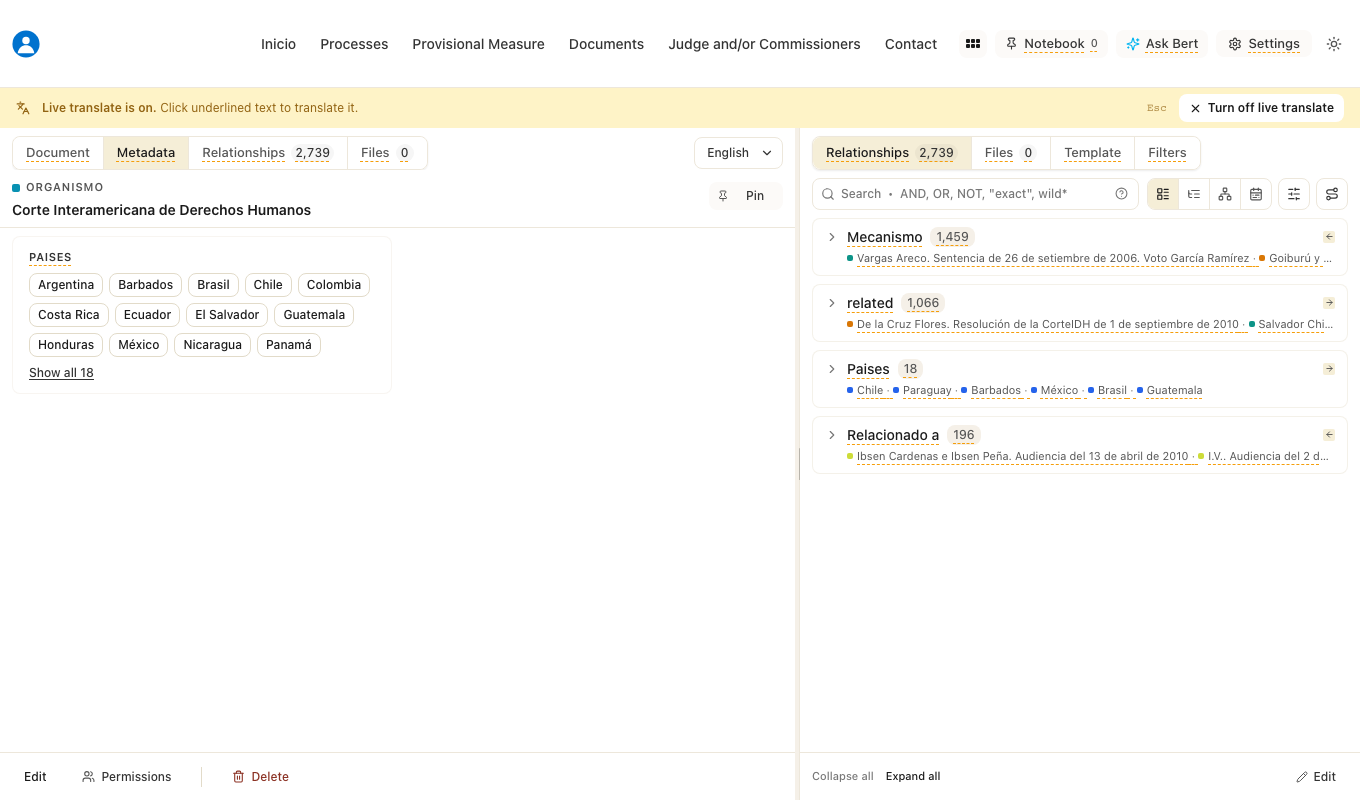 Inicio Processes Provisional Measure Documents Judge and/or Commissioners Contact Notebook 0 Ask Bert Settings
Live translate is on. Click underlined text to translate it. Esc Turn off live translate
Document Metadata Relationships 2,739 Files 0 English
ORGANISMO
Corte Interamericana de Derechos Humanos
Pin
PAISES
Argentina Barbados Brasil Chile Colombia
Costa Rica Ecuador El Salvador Guatemala
Honduras México Nicaragua Panamá
Show all 18
Edit Permissions Delete
Relationships 2,739 Files 0 Template Filters
Search • AND, OR, NOT, "exact", wild*
Mecanismo 1,459
Vargas Areco. Sentencia de 26 de setiembre de 2006. Voto García Ramírez · Goiburú y ...
related 1,066
De la Cruz Flores. Resolución de la CorteIDH de 1 de septiembre de 2010 · Salvador Chi...
Paises 18
Chile · Paraguay · Barbados · México · Brasil · Guatemala
Relacionado a 196
Ibsen Cardenas e Ibsen Peña. Audiencia del 13 de abril de 2010 · I.V.. Audiencia del 2 d...
Collapse all Expand all Edit